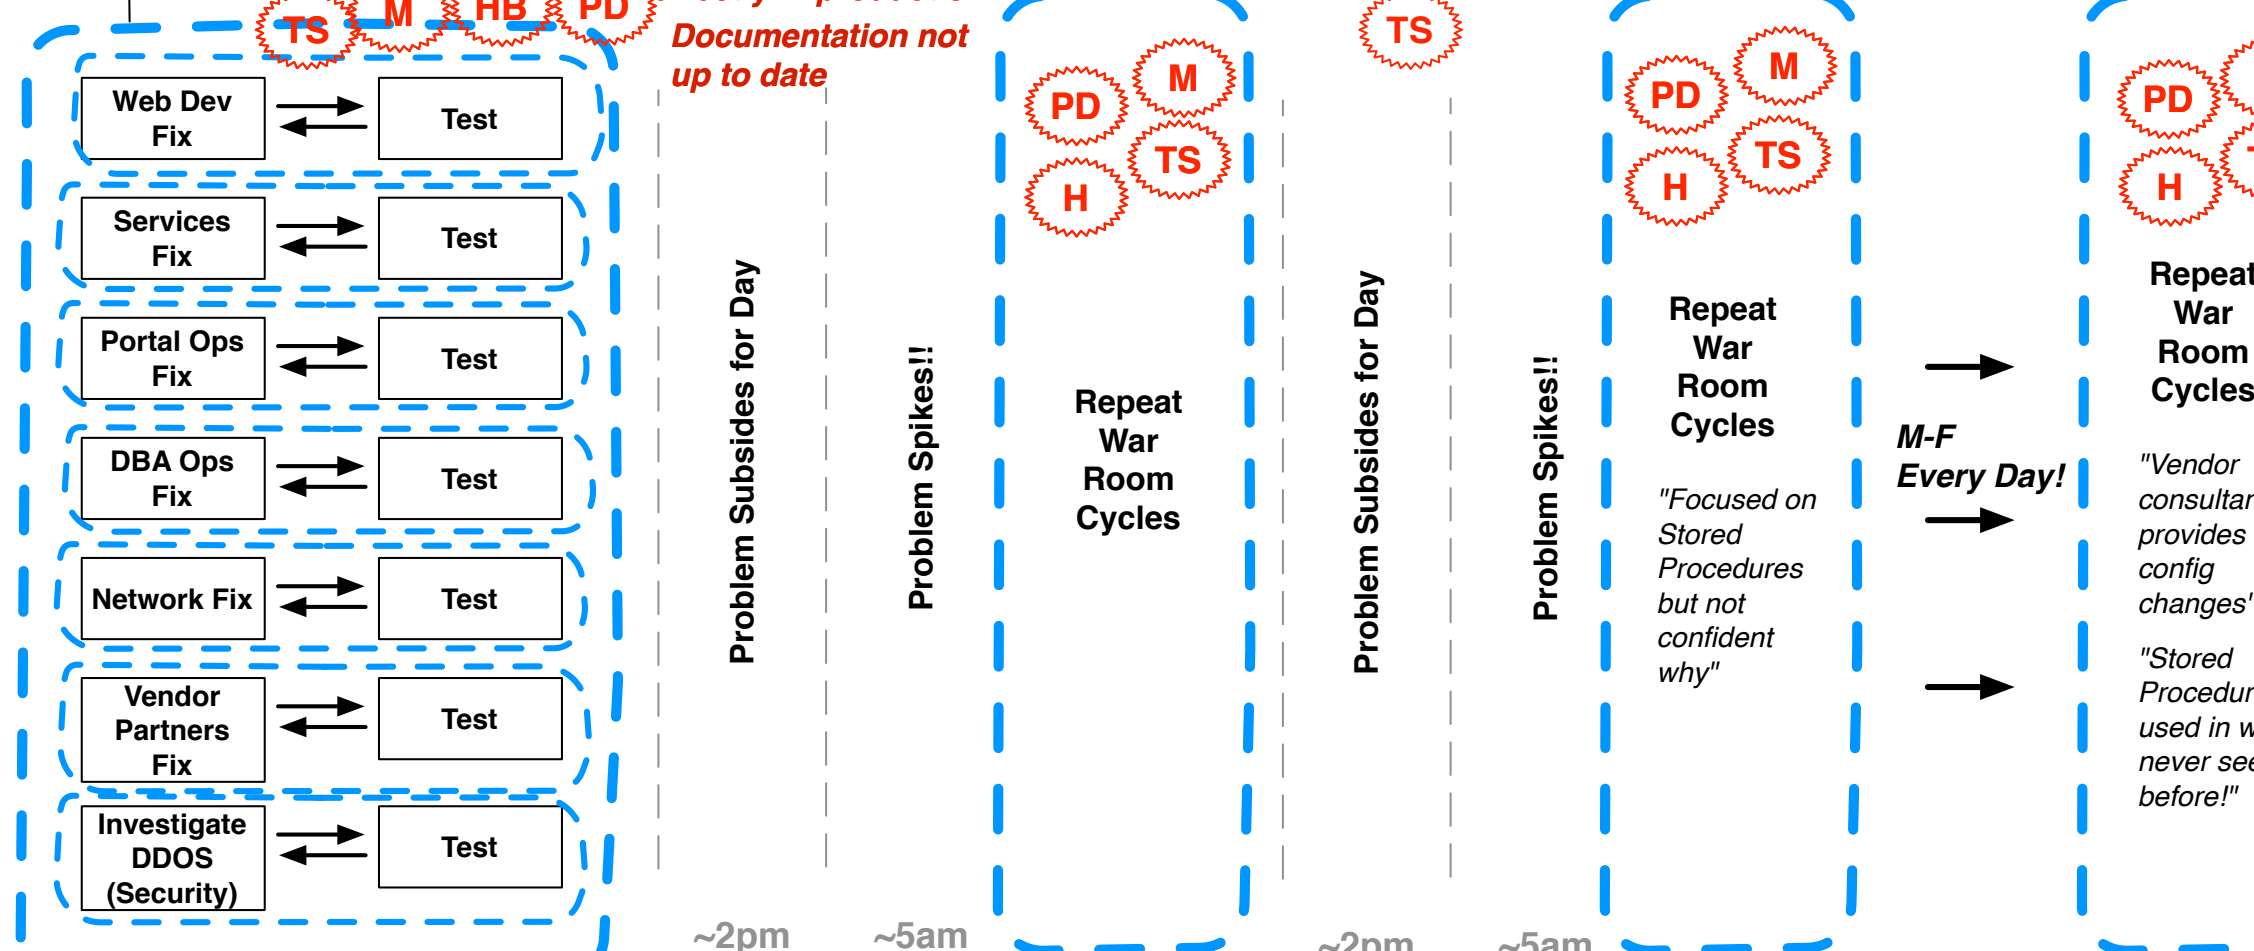 TS
M
HB
PD
Documentation not
up to date
Web Dev
Fix
Test
Services
Fix
Test
Portal Ops
Fix
Test
DBA Ops
Fix
Test
Network Fix
Test
Vendor
Partners
Fix
Test
Investigate
DDOS
(Security)
Test
Problem Subsides for Day
~2pm
Problem Spikes!!
~5am
PD
M
H
TS
Repeat
War
Room
Cycles
TS
Problem Subsides for Day
~2pm
Problem Spikes!!
~5am
PD
M
H
TS
Repeat
War
Room
Cycles
"Focused on
Stored
Procedures
but not
confident
why"
M-F
Every Day!
PD
H
Repeat
War
Room
Cycles
"Vendor
provides
config
changes"
"Stored
used in
never
before!"